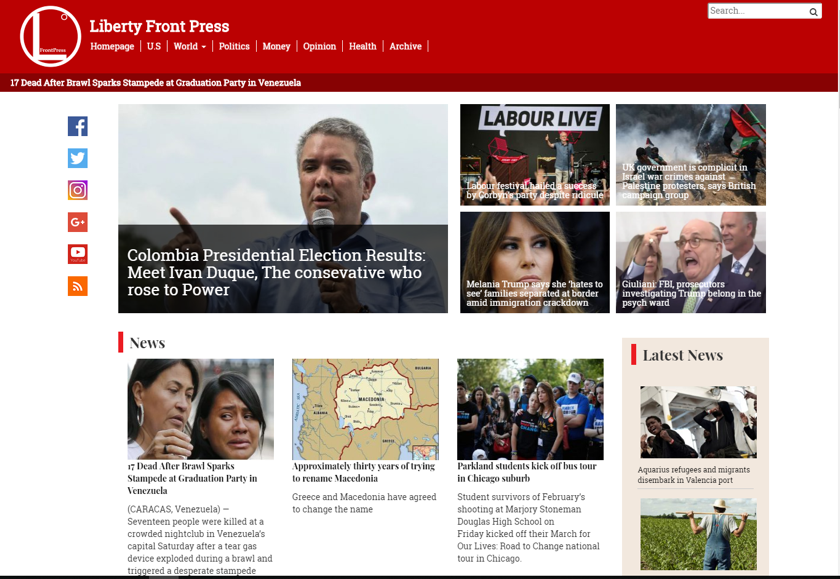 Liberty Front Press
Search...
L
FrontPress
Homepage
U.S
World
Politics
Money
Opinion
Health
Archive
17 Dead After Brawl Sparks Stampede at Graduation Party in Venezuela
Colombia Presidential Election Results:
Meet Ivan Duque, The consevative who
rose to Power
LABOUR LIVE
Labour festival hailed a success
by Corbyn's party despite ridicule
UK government is complicit in
Israel war crimes against
Palestine protesters, says British
campaign group
Melania Trump says she 'hates to
see' families separated at border
amid immigration crackdown
Giuliani: FBI, prosecutors
investigating Trump belong in the
psych ward
News
17 Dead After Brawl Sparks
Stampede at Graduation Party in
Venezuela
(CARACAS, Venezuela) —
Seventeen people were killed at a
crowded nightclub in Venezuela's
capital Saturday after a tear gas
device exploded during a brawl and
triggered a desperate stampede
BULGARIA
MACEDONIA
ALBANIA
GREECE
Approximately thirty years of trying
to rename Macedonia
Greece and Macedonia have agreed
to change the name
Parkland students kick off bus tour
in Chicago suburb
Student survivors of February's
shooting at Marjory Stoneman
Douglas High School on
Friday kicked off their March for
Our Lives: Road to Change national
tour in Chicago.
Latest News
Aquarius refugees and migrants
disembark in Valencia port